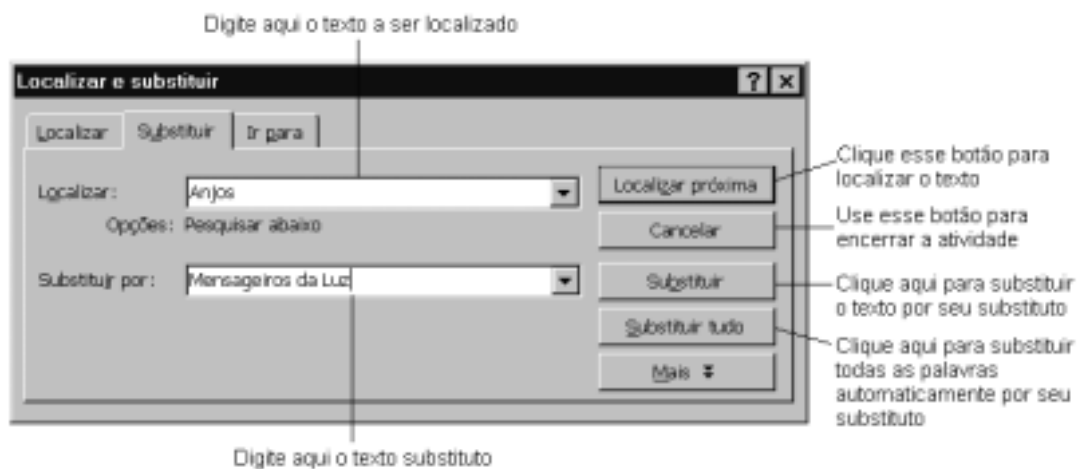 Digite aqui o texto a ser localizado
Localizar e substituir
? ×
Localizar Substituir Ir para
Localizar: Anjos
Opções: Pesquisar abaixo
Substituir por: Mensageiros da Luz
Localizar próxima
Cancelar
Substituir
Substituir tudo
Mais
Clique esse botão para
localizar o texto
Use esse botão para
encerrar a atividade
Clique aqui para substituir
o texto por seu substituto
Clique aqui para substituir
todas as palavras
automaticamente por seu
substituto
Digite aqui o texto substituto